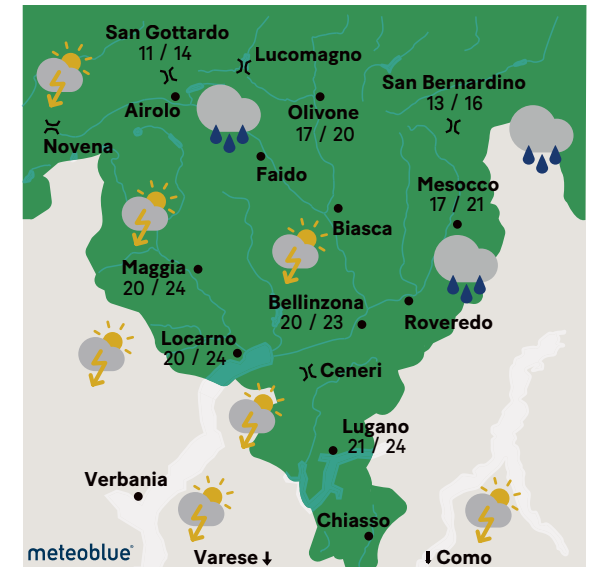 San Gottardo
11 / 14
Lucomagno
San Bernardino
13 / 16
Airolo
Olivone
17 / 20
Novena
Faido
Mesocco
17 / 21
Biasca
Maggia
20 / 24
Bellinzona
20 / 23
Roveredo
Locarno
20 / 24
Ceneri
Lugano
21 / 24
Verbania
Chiasso
meteoblue®
Varese ↓
↓ Como